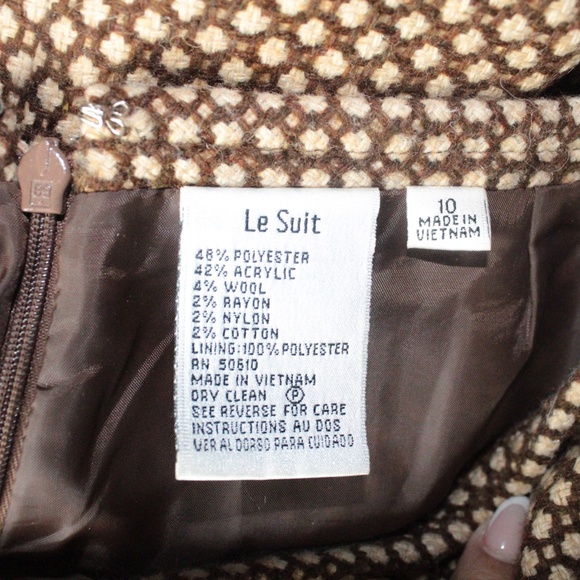 Le Suit
48% POLYESTER
42% ACRYLIC
4% WOOL
2% RAYON
2% NYLON
2% COTTON
LINING: 100% POLYESTER
RN 50610
MADE IN VIETNAM
DRY CLEAN Ⓟ
SEE REVERSE FOR CARE
INSTRUCTIONS AU DOS
VER AL DORSO PARA CUIDADO
10
MADE IN
VIETNAM